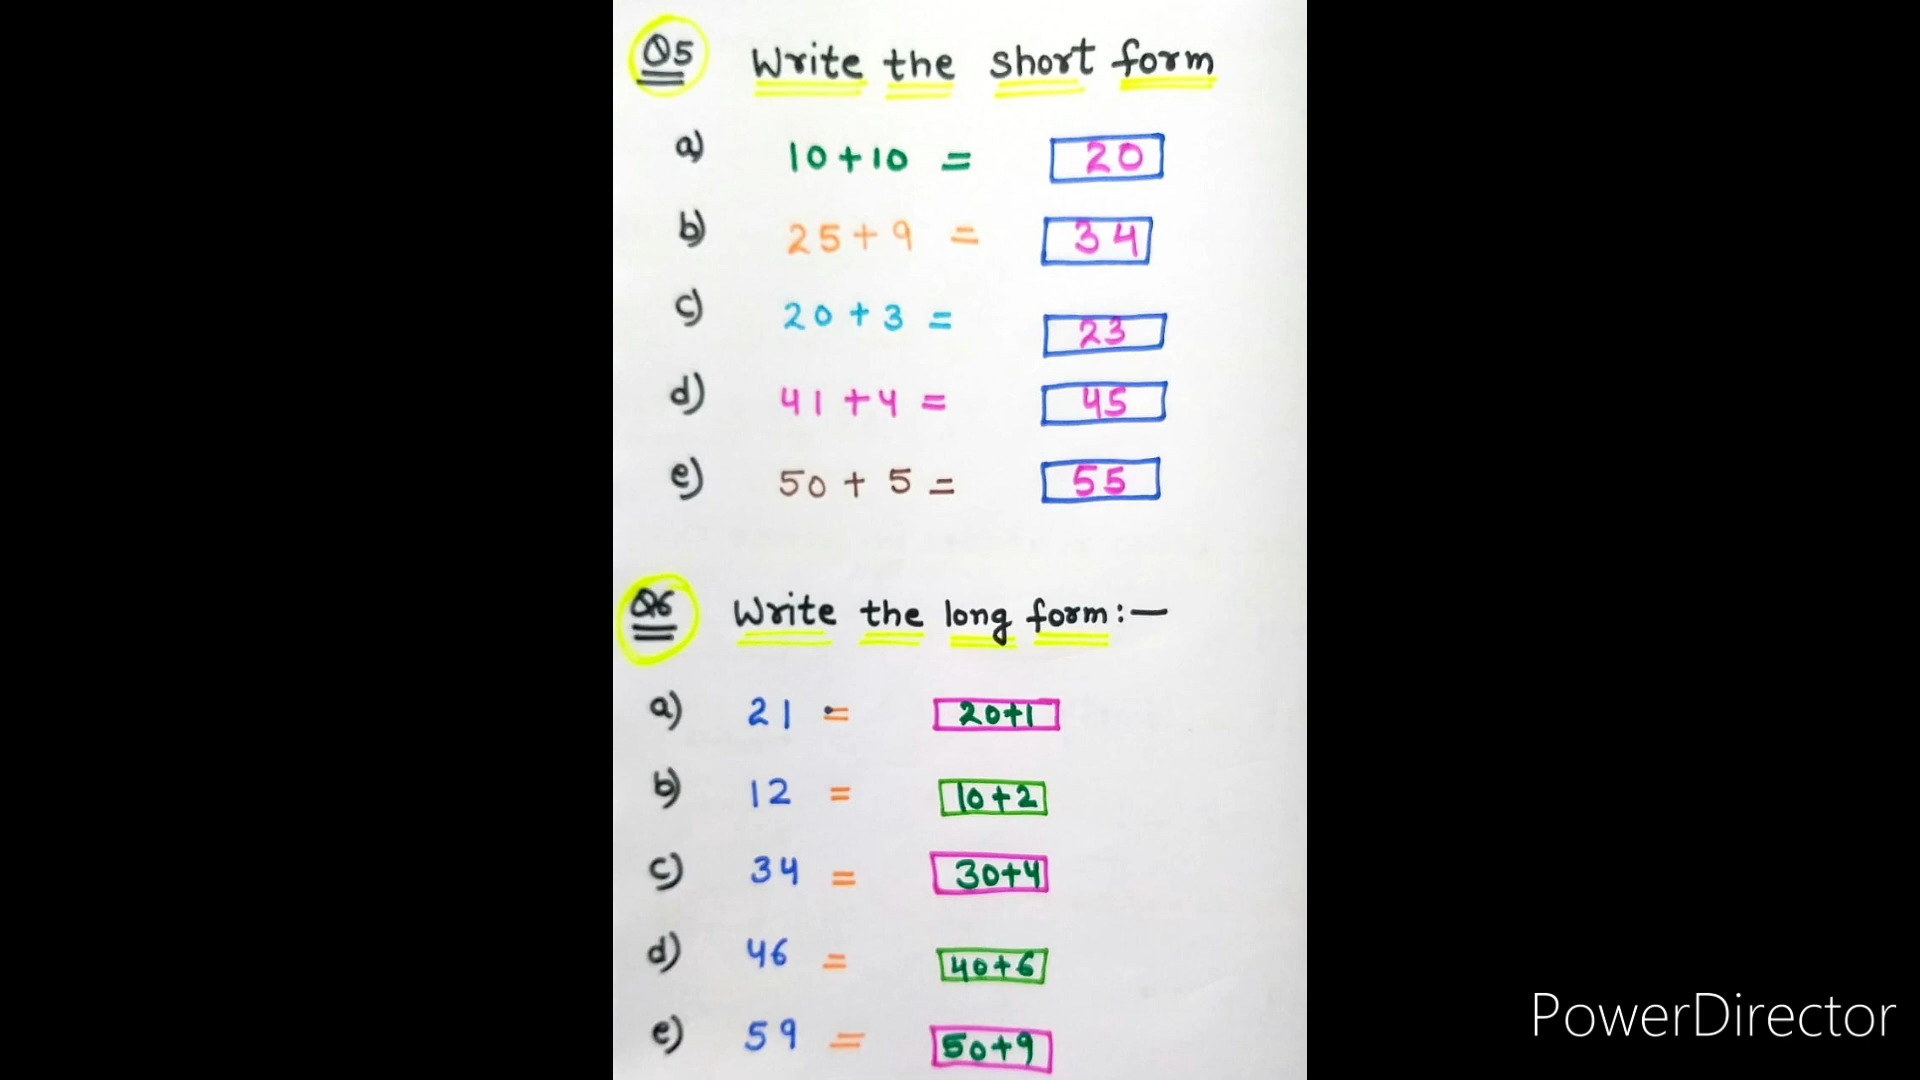 Q5 Write the short form
a) 10+10 = 20
b) 25+9 = 34
c) 20+3 = 23
d) 41+4 = 45
e) 50+5 = 55
Q6 Write the long form:-
a) 21 = 20+1
b) 12 = 10+2
c) 34 = 30+4
d) 46 = 40+6
e) 59 = 50+9
PowerDirector